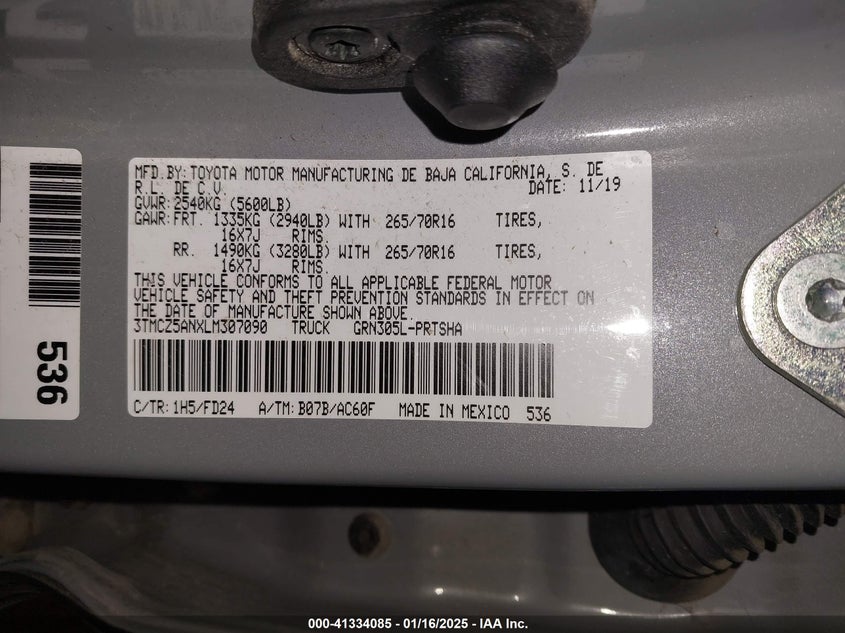 MFD.BY:TOYOTA MOTOR MANUFACTURING DE BAJA CALIFORNIA, S. DE
R.L. DE C.V. DATE: 11/19
GVWR:2540KG (5600LB)
GAWR:FRT. 1335KG (2940LB) WITH 265/70R16 TIRES,
16X7J RIMS.
RR. 1490KG (3280LB) WITH 265/70R16 TIRES,
16X7J RIMS.
THIS VEHICLE CONFORMS TO ALL APPLICABLE FEDERAL MOTOR
VEHICLE SAFETY AND THEFT PREVENTION STANDARDS IN EFFECT ON
THE DATE OF MANUFACTURE SHOWN ABOVE.
3TMCZ5ANXLM307090 TRUCK GRN305L-PRTSHA
C/TR:1H5/FD24 A/TM:B07B/AC60F MADE IN MEXICO 536
536
000-41334085 - 01/16/2025 - IAA Inc.